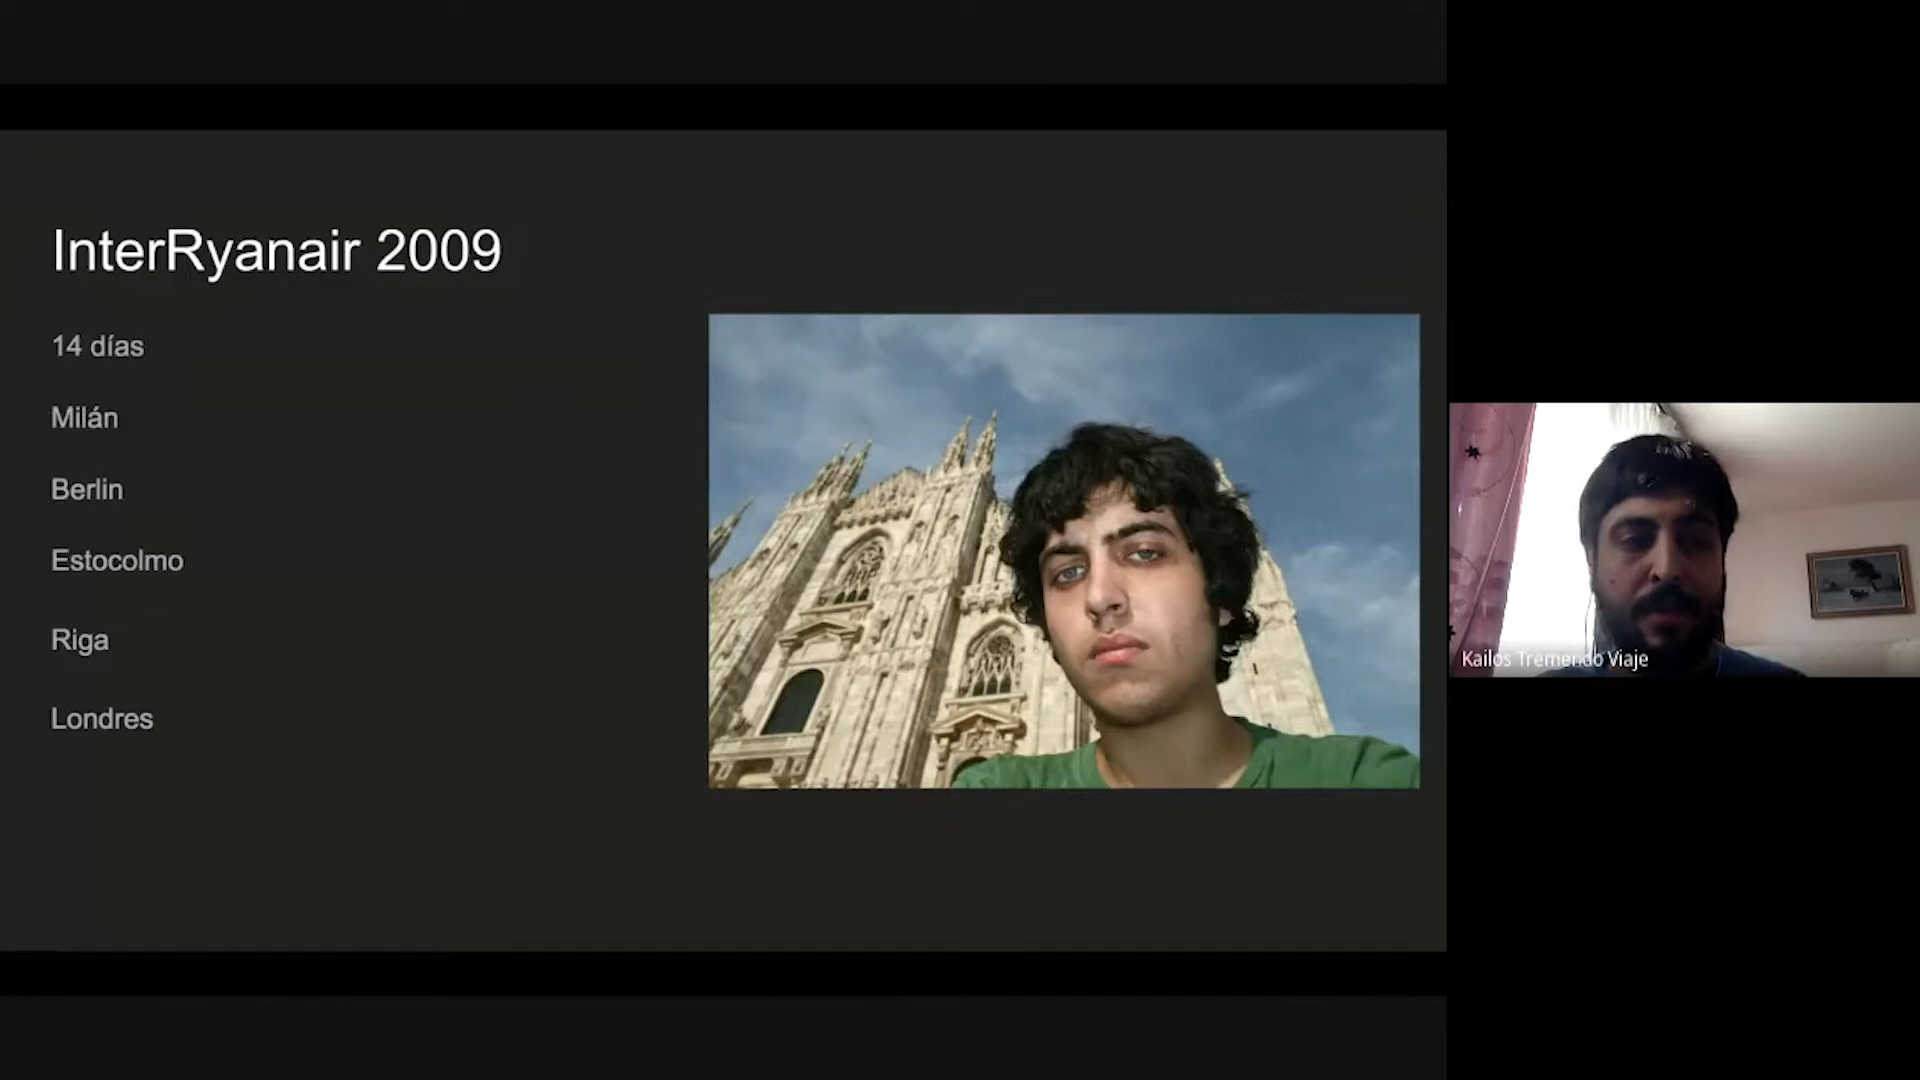 InterRyanair 2009
14 días
Milán
Berlin
Estocolmo
Riga
Londres
Kailos Tremendo Viaje